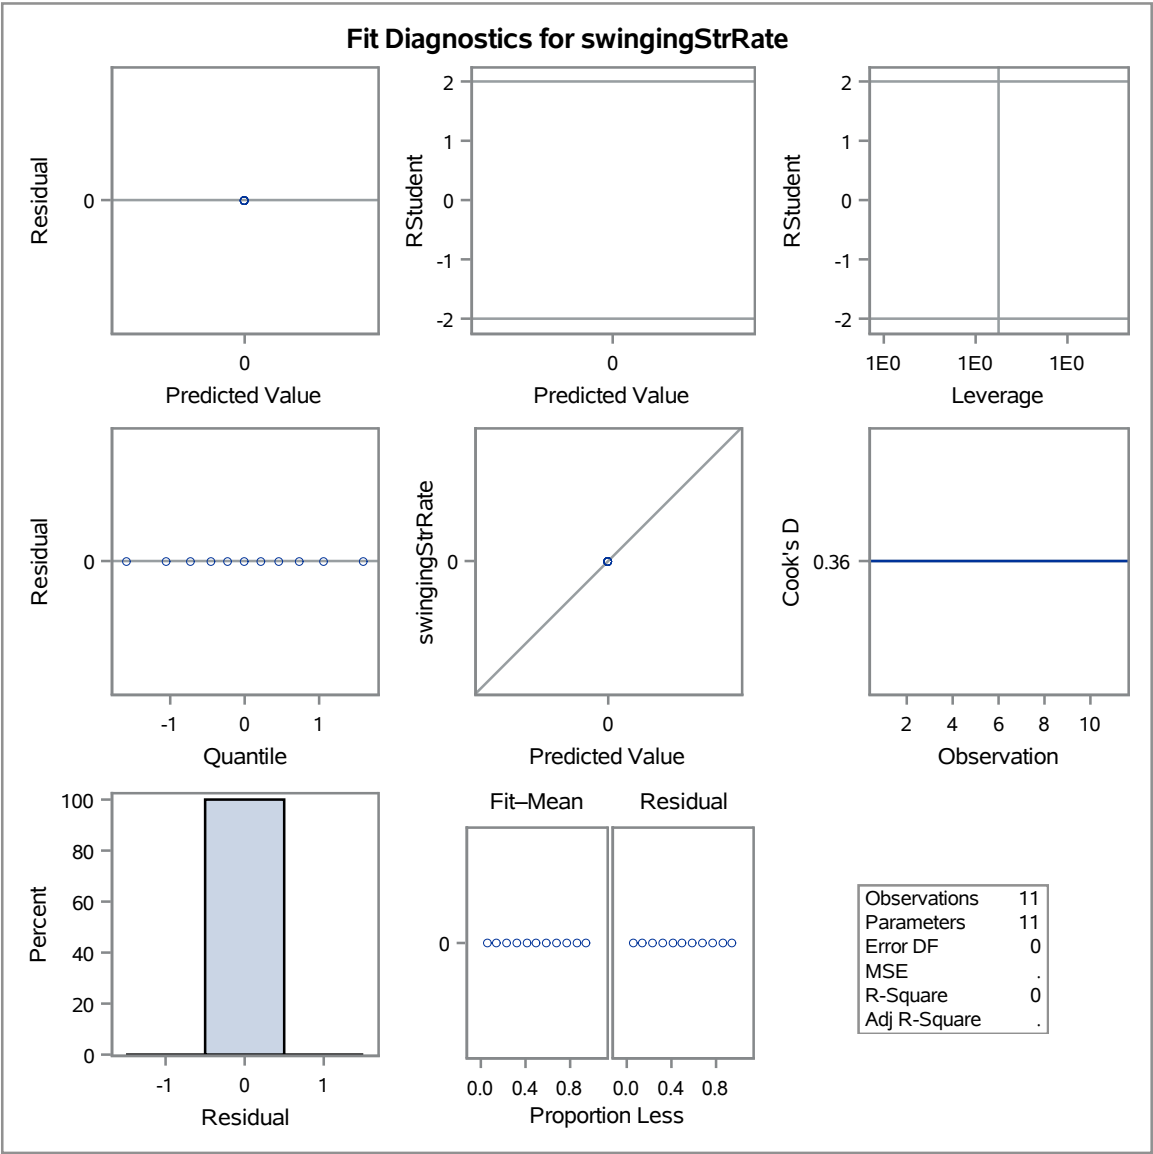 Fit Diagnostics for swingingStrRate
Residual
0
0
Predicted Value
RStudent
2
1
0
-1
-2
0
Predicted Value
RStudent
2
1
0
-1
-2
1E0 1E0 1E0
Leverage
Residual
0
-1 0 1
Quantile
swingingStrRate
0
0
Predicted Value
Cook's D
0.36
2 4 6 8 10
Observation
Percent
100
80
60
40
20
0
-1 0 1
Residual
Fit–Mean Residual
0
0.0 0.4 0.8 0.0 0.4 0.8
Proportion Less
Observations 11
Parameters 11
Error DF 0
MSE .
R-Square 0
Adj R-Square .